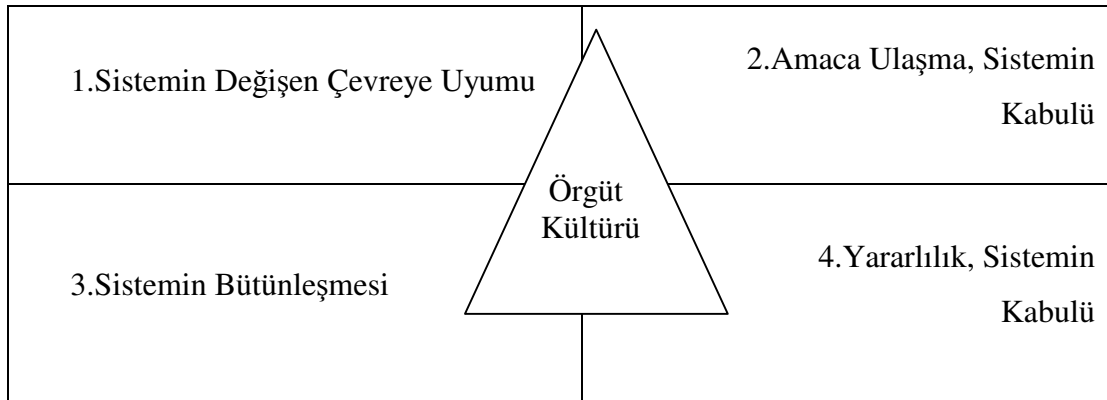 1.Sistemin Değişen Çevreye Uyumu
2.Amaca Ulaşma, Sistemin
Kabulü
Örgüt
Kültürü
3.Sistemin Bütünleşmesi
4.Yararlılık, Sistemin
Kabulü